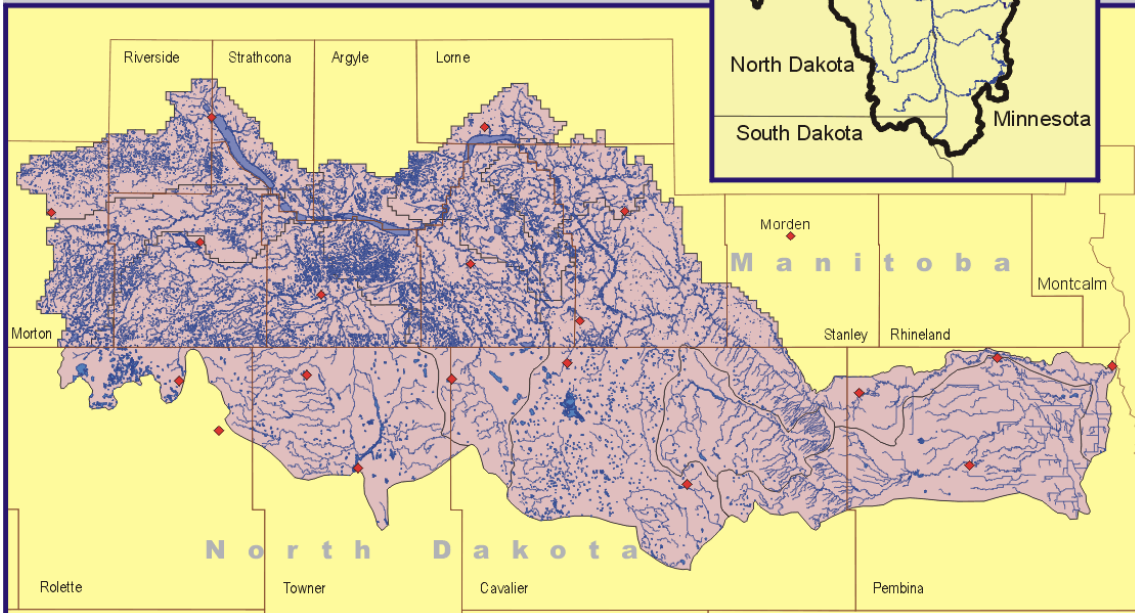 North Dakota
South Dakota
Minnesota
Riverside
Strathcona
Argyle
Lorne
Morden
Manitoba
Montcalm
Morton
Stanley
Rhineland
North Dakota
Rolette
Towner
Cavalier
Pembina